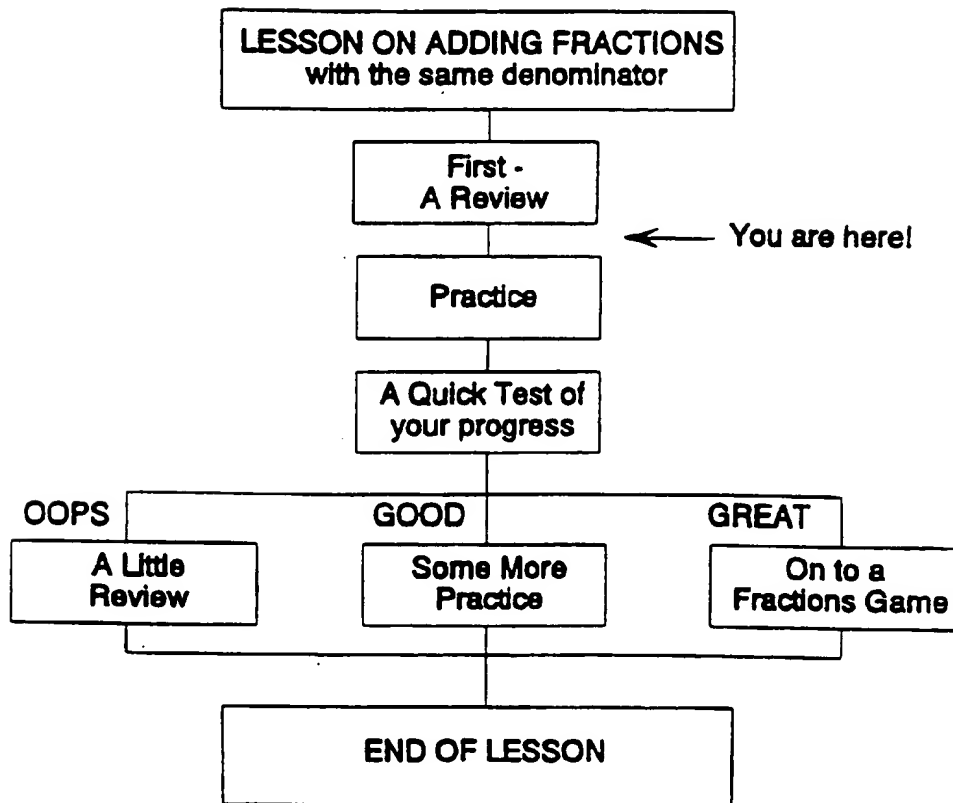 LESSON ON ADDING FRACTIONS
with the same denominator
First -
A Review
You are here!
Practice
A Quick Test of
your progress
OOPS
GOOD
GREAT
A Little
Review
Some More
Practice
On to a
Fractions Game
END OF LESSON